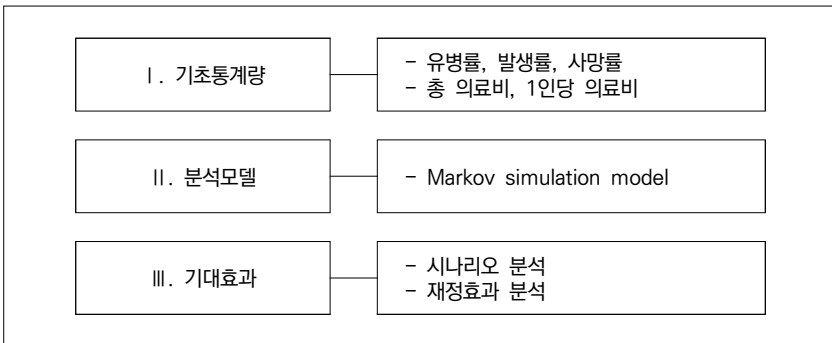 Ⅰ. 기초통계량
- 유병률, 발생률, 사망률
- 총 의료비, 1인당 의료비
Ⅱ. 분석모델
- Markov simulation model
Ⅲ. 기대효과
- 시나리오 분석
- 재정효과 분석